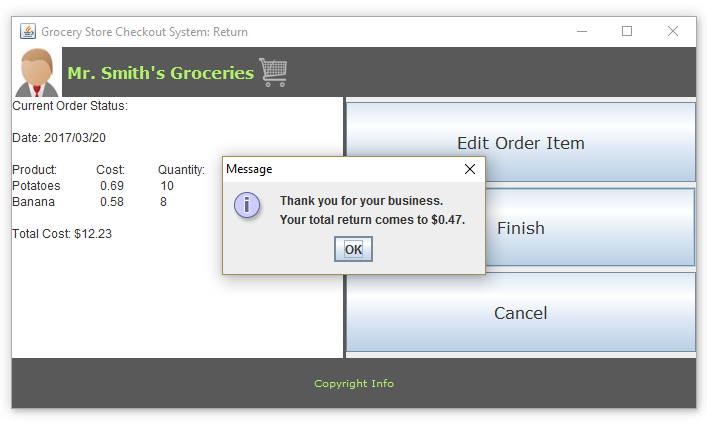 Grocery Store Checkout System: Return
Mr. Smith's Groceries
Current Order Status:
Date: 2017/03/20
Product: Cost: Quantity:
Potatoes 0.69 10
Banana 0.58 8
Total Cost: $12.23
Edit Order Item
Finish
Cancel
Message
Thank you for your business.
Your total return comes to $0.47.
OK
Copyright Info